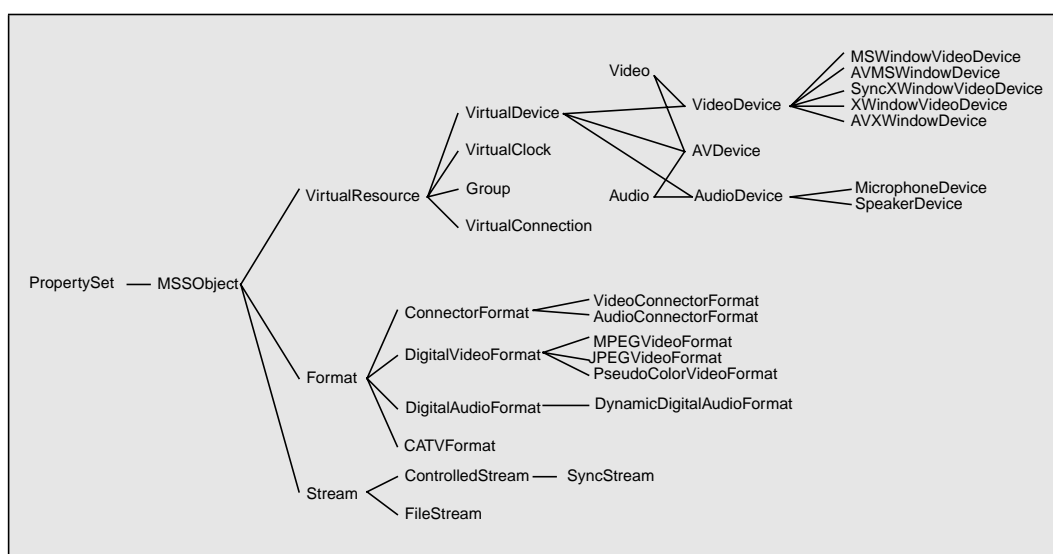 MSWindowVideoDevice
Video
AVMSWindowDevice
SyncXWindowVideoDevice
VideoDevice
XWindowVideoDevice
VirtualDevice
AVXWindowDevice
VirtualClock
AVDevice
Group
MicrophoneDevice
VirtualResource
Audio
AudioDevice
SpeakerDevice
VirtualConnection
PropertySet
MSSObject
VideoConnectorFormat
ConnectorFormat
AudioConnectorFormat
MPEGVideoFormat
DigitalVideoFormat
JPEGVideoFormat
PseudoColorVideoFormat
Format
DigitalAudioFormat
DynamicDigitalAudioFormat
CATVFormat
ControlledStream
SyncStream
Stream
FileStream